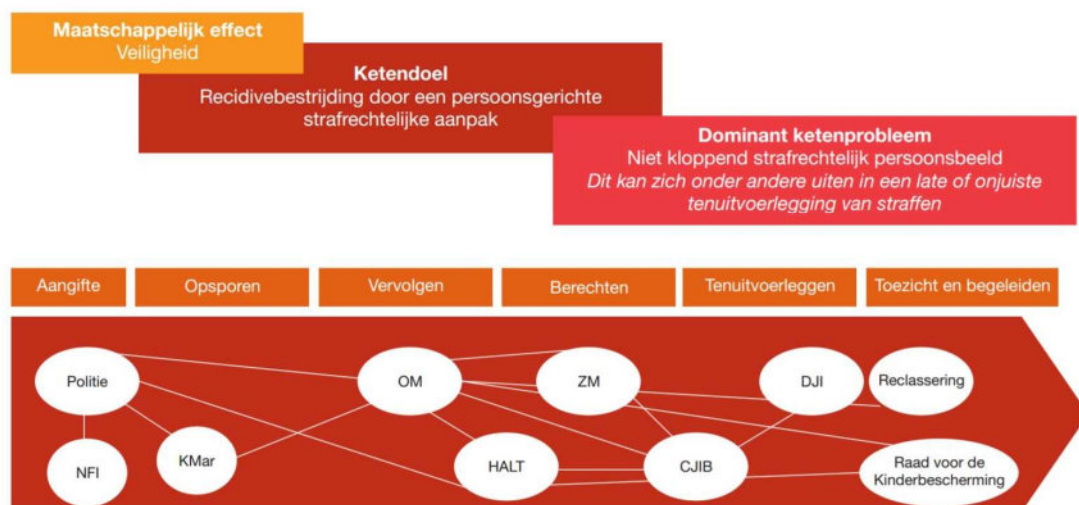 Maatschappelijk effect
Veiligheid
Ketendoel
Recidivebestrijding door een persoonsgerichte
strafrechtelijke aanpak
Dominant ketenprobleem
Niet kloppend strafrechtelijk persoonsbeeld
Dit kan zich onder andere uiten in een late of onjuiste
tenuitvoerlegging van straffen
Aangifte
Opsporen
Vervolgen
Berechten
Tenuitvoerleggen
Toezicht en begeleiden
Politie
OM
ZM
DJI
Reclassering
NFI
KMar
HALT
CJIB
Raad voor de
Kinderbescherming